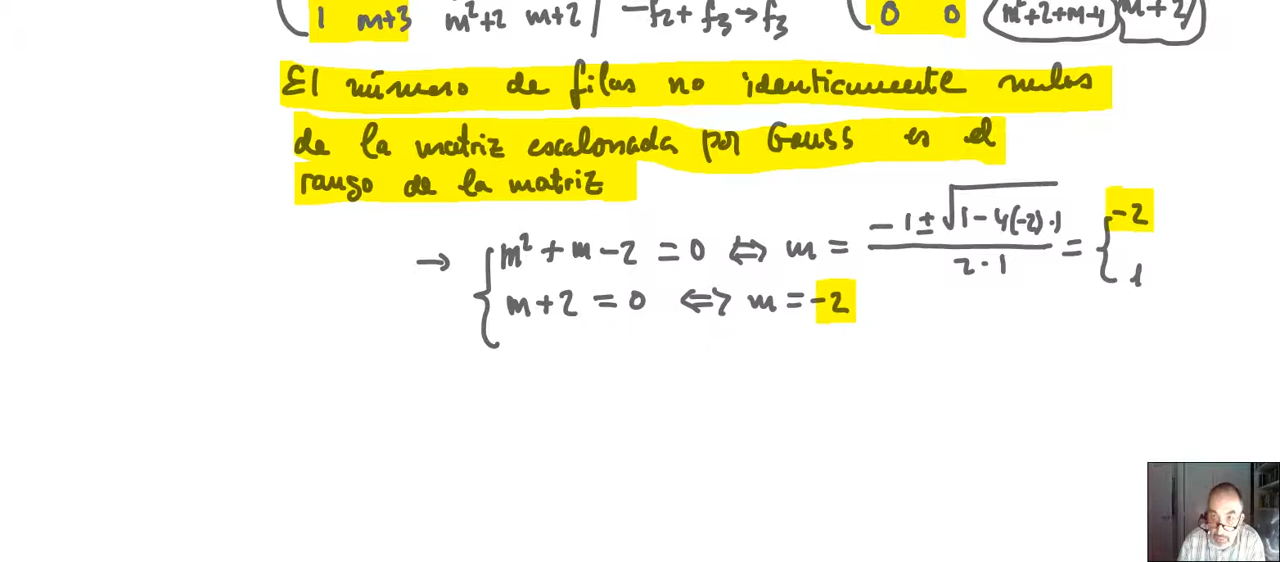 1 m+3 m²+2 m+2 | -f₂+f₃→f₃ ( 0 0 m²+2+m-4 m+2
El número de filas no identicamente nulas
de la matriz escalonada por Gauss es el
rango de la matriz
→ { m² + m - 2 = 0 ⇔ m = (-1 ± √(1 - 4(-2)·1)) / (2·1) = { -2 1
m + 2 = 0 ⇔ m = -2